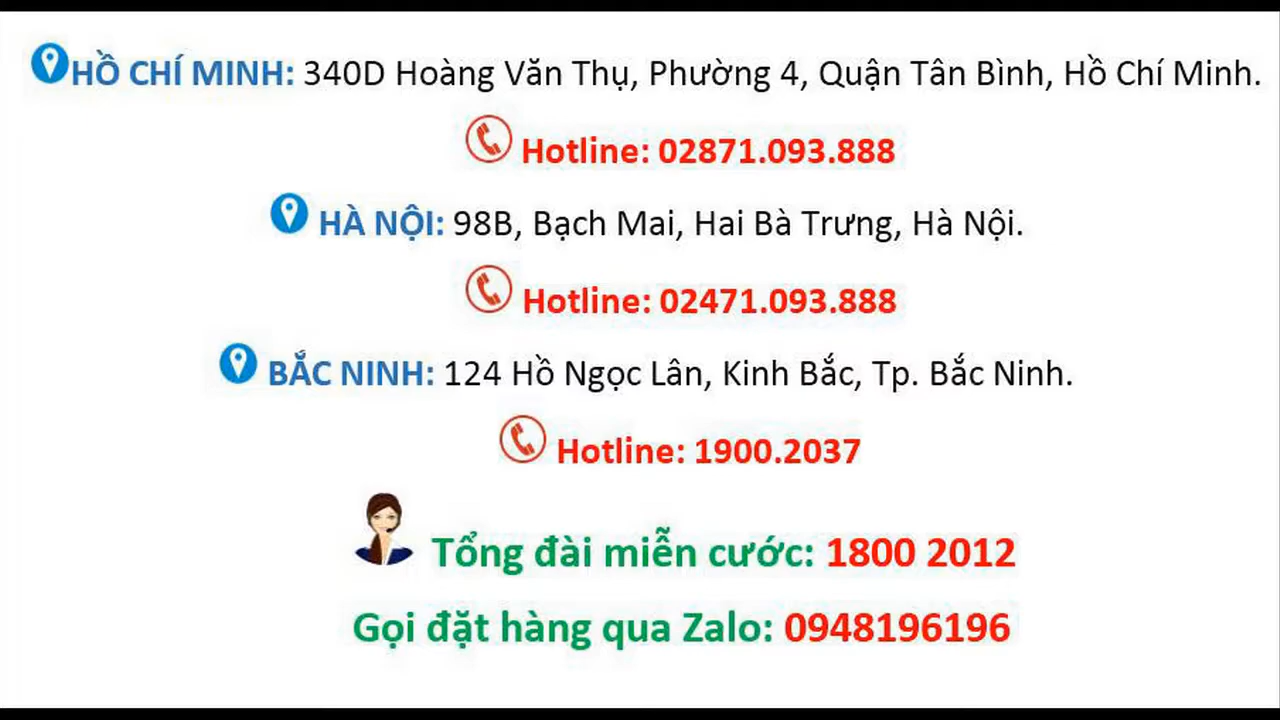 HỒ CHÍ MINH: 340D Hoàng Văn Thụ, Phường 4, Quận Tân Bình, Hồ Chí Minh.
Hotline: 02871.093.888
HÀ NỘI: 98B, Bạch Mai, Hai Bà Trưng, Hà Nội.
Hotline: 02471.093.888
BẮC NINH: 124 Hồ Ngọc Lân, Kinh Bắc, Tp. Bắc Ninh.
Hotline: 1900.2037
Tổng đài miễn cước: 1800 2012
Gọi đặt hàng qua Zalo: 0948196196